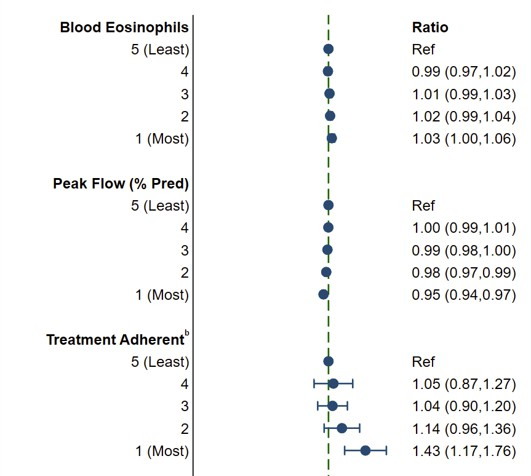 Blood Eosinophils Ratio
5 (Least) Ref
4 0.99 (0.97,1.02)
3 1.01 (0.99,1.03)
2 1.02 (0.99,1.04)
1 (Most) 1.03 (1.00,1.06)
Peak Flow (% Pred)
5 (Least) Ref
4 1.00 (0.99,1.01)
3 0.99 (0.98,1.00)
2 0.98 (0.97,0.99)
1 (Most) 0.95 (0.94,0.97)
Treatment Adherentᵇ
5 (Least) Ref
4 1.05 (0.87,1.27)
3 1.04 (0.90,1.20)
2 1.14 (0.96,1.36)
1 (Most) 1.43 (1.17,1.76)